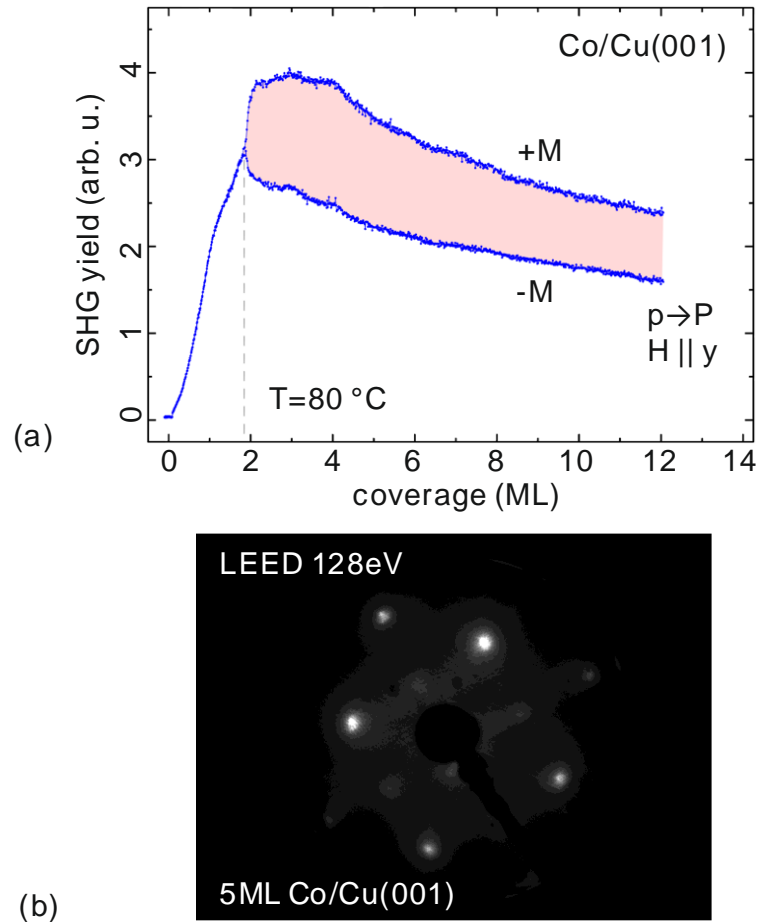 Co/Cu(001)
SHG yield (arb. u.)
4
3
2
1
0
+M
-M
p→P
H || y
T=80 °C
0 2 4 6 8 10 12 14
coverage (ML)
(a)
LEED 128eV
5ML Co/Cu(001)
(b)